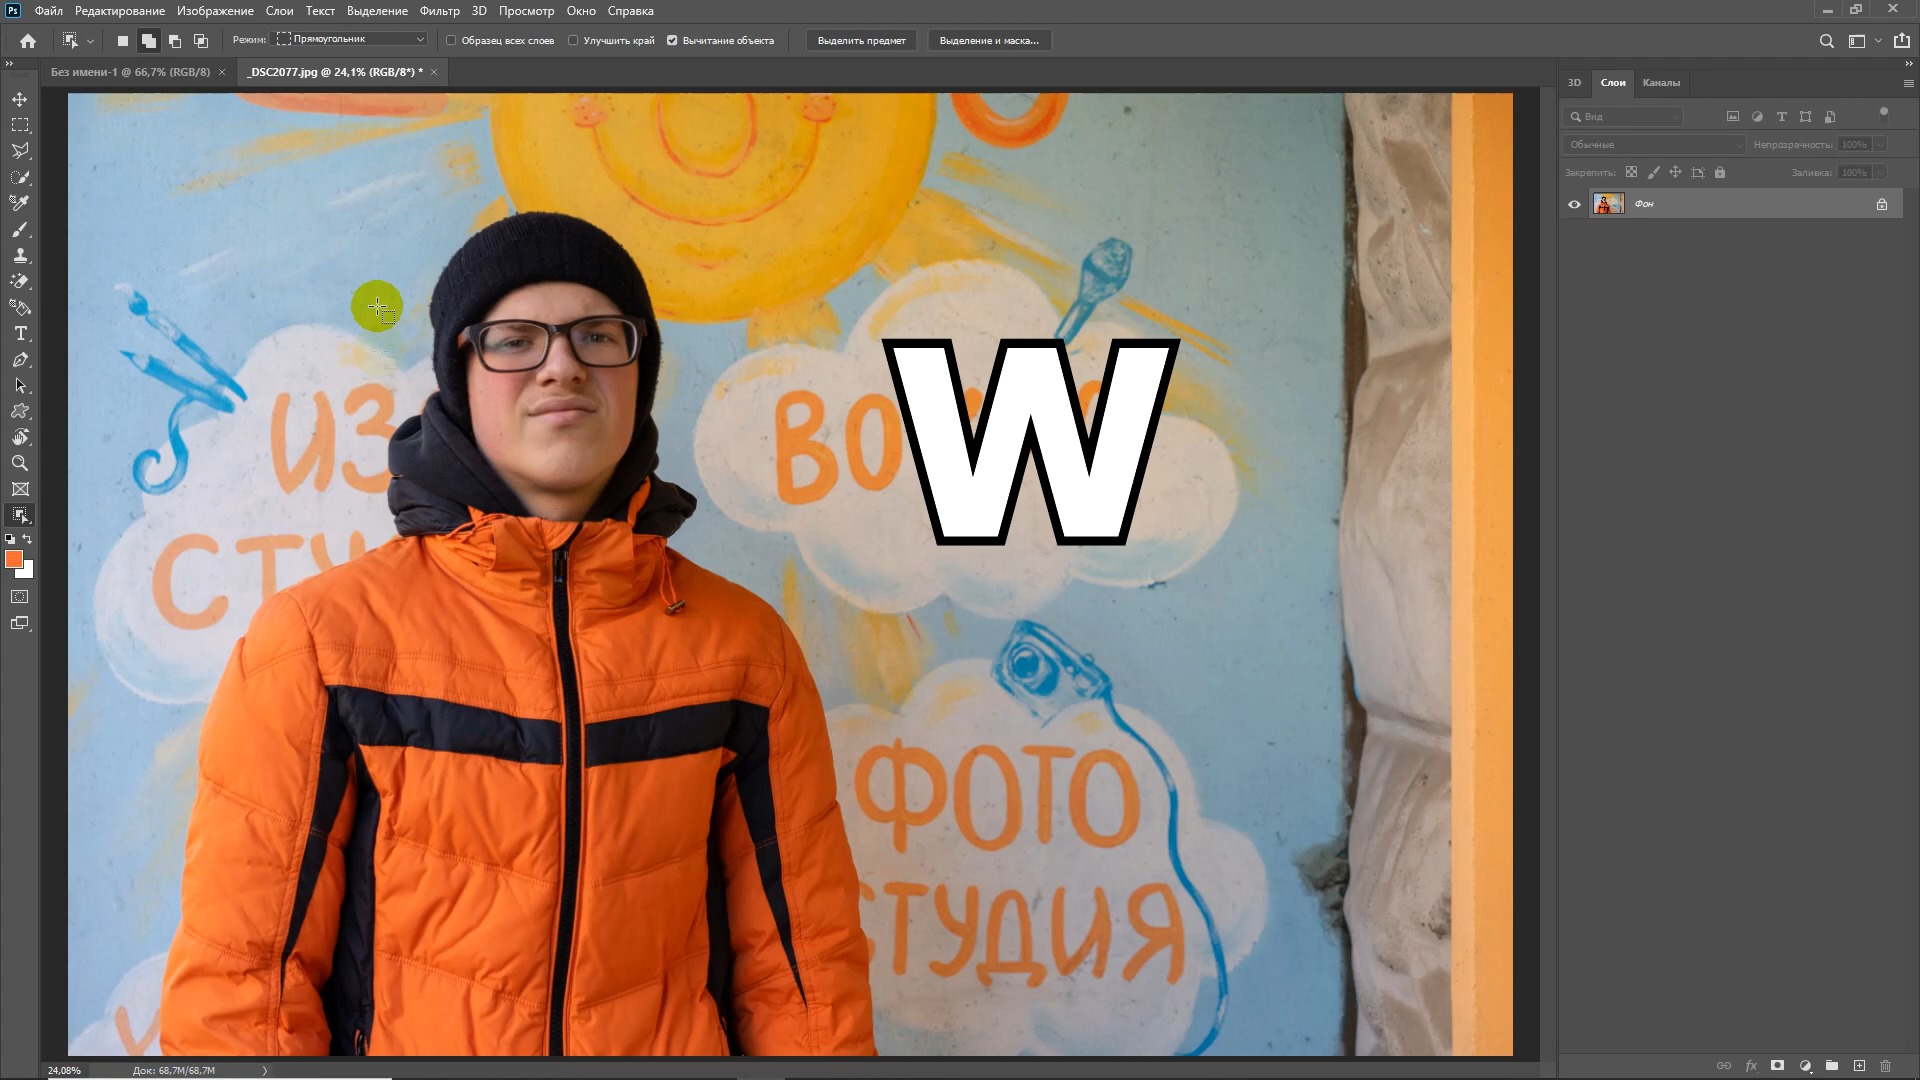 Файл Редактирование Изображение Слои Текст Выделение Фильтр 3D Просмотр Окно Справка
Режим: Прямоугольник Образец всех слоев Улучшить край Вычитание объекта Выделить предмет Выделение и маска...
Без имени-1 @ 66,7% (RGB/8) _DSC2077.jpg @ 24,1% (RGB/8*) *
3D Слои Каналы
Вид
Обычные Непрозрачность: 100%
Закрепить: Заливка: 100%
Фон
ИЗ
СТУ
ВО
W
ФОТО
СТУДИЯ
24,08% Док: 68,7M/68,7M